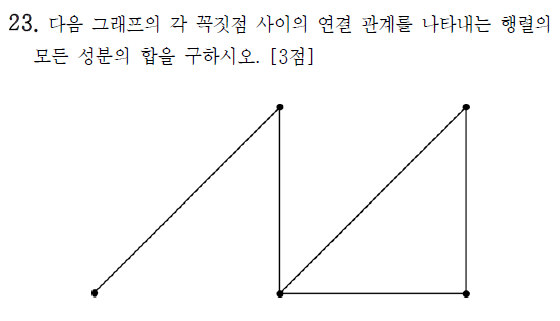 23. 다음 그래프의 각 꼭짓점 사이의 연결 관계를 나타내는 행렬의
모든 성분의 합을 구하시오. [3점]